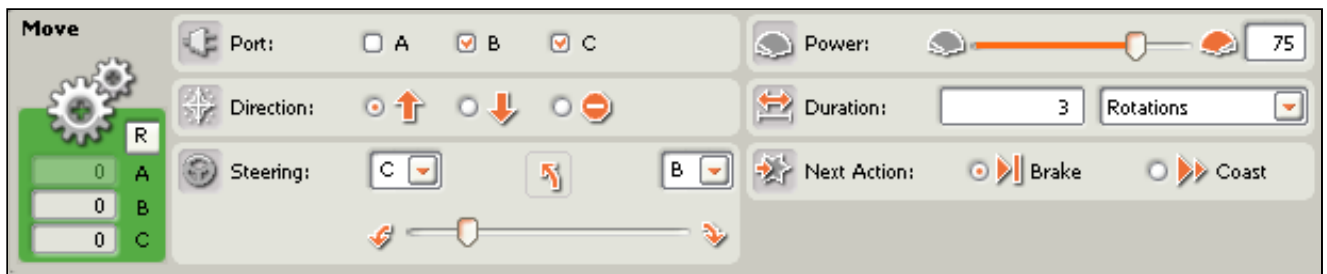 Move
Port: A B C
Power: 75
Direction:
Duration: 3 Rotations
R
0 A
0 B
0 C
Steering: C B
Next Action: Brake Coast